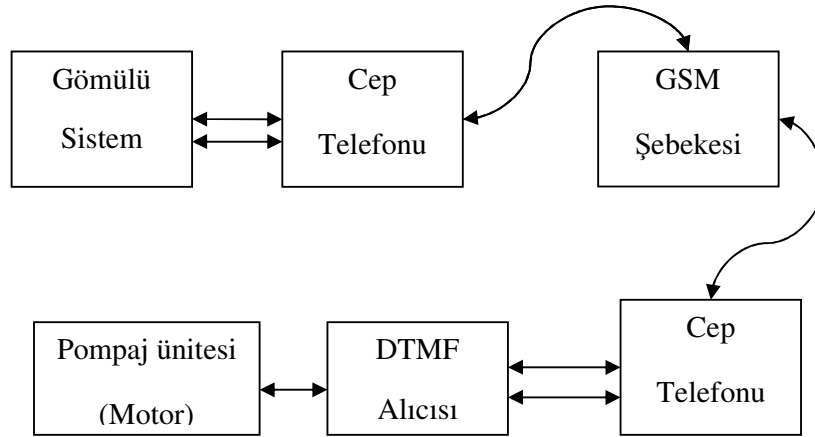 Gömülü
Sistem
Cep
Telefonu
GSM
Şebekesi
Pompaj ünitesi
(Motor)
DTMF
Alıcısı
Cep
Telefonu